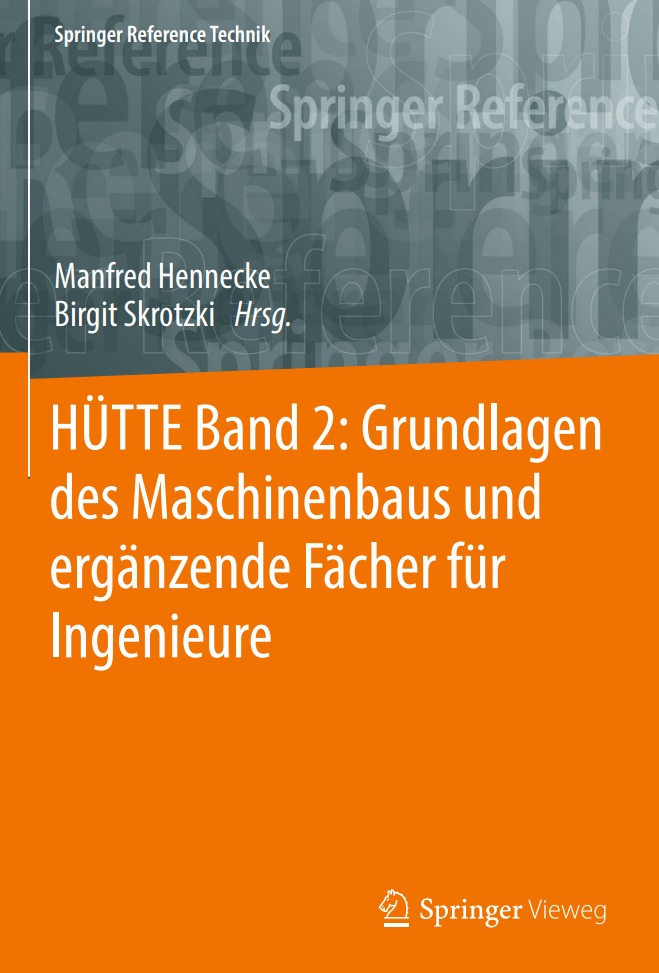 Springer Reference Technik
Springer Reference
Manfred Hennecke
Birgit Skrotzki Hrsg.
HÜTTE Band 2: Grundlagen
des Maschinenbaus und
ergänzende Fächer für
Ingenieure
Springer Vieweg